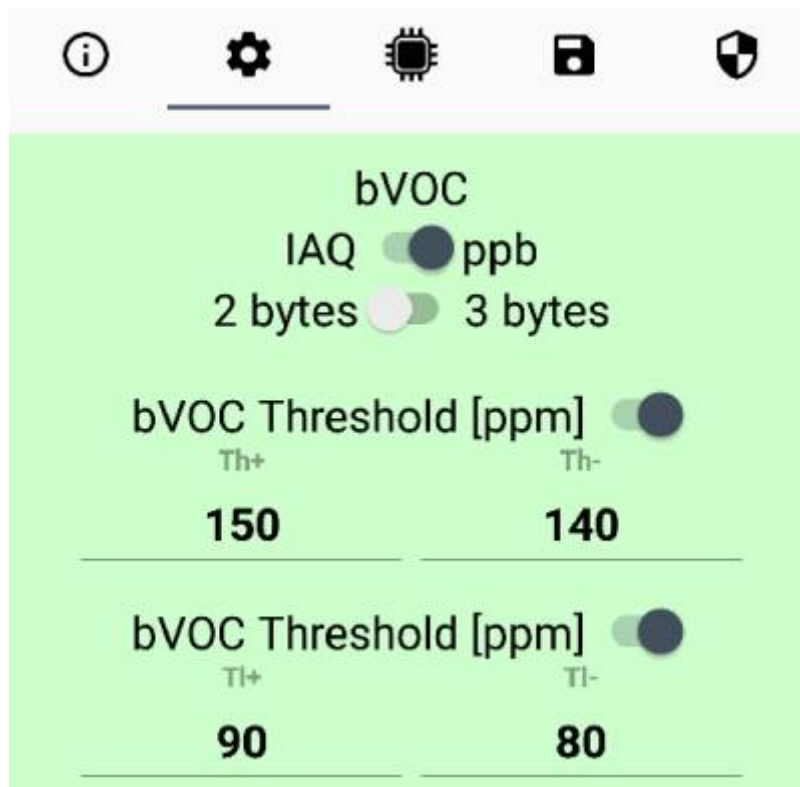 bVOC
IAQ ppb
2 bytes 3 bytes
bVOC Threshold [ppm]
Th+ Th-
150 140
bVOC Threshold [ppm]
Tl+ Tl-
90 80